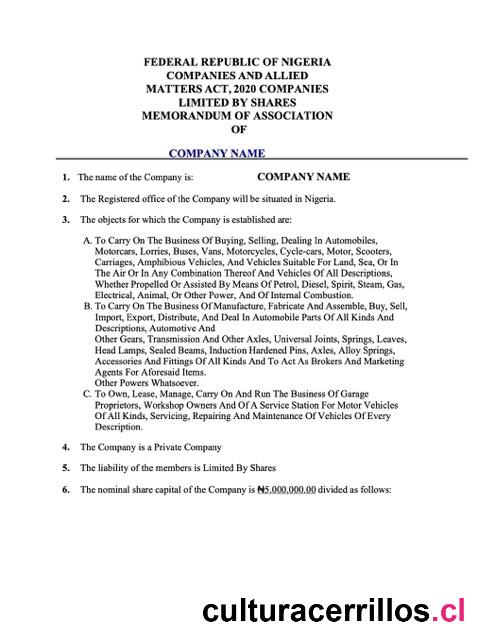 FEDERAL REPUBLIC OF NIGERIA
COMPANIES AND ALLIED
MATTERS ACT, 2020 COMPANIES
LIMITED BY SHARES
MEMORANDUM OF ASSOCIATION
OF
COMPANY NAME
1. The name of the Company is: COMPANY NAME
2. The Registered office of the Company will be situated in Nigeria.
3. The objects for which the Company is established are:
A. To Carry On The Business Of Buying, Selling, Dealing In Automobiles,
Motorcars, Lorries, Buses, Vans, Motorcycles, Cycle-cars, Motor, Scooters,
Carriages, Amphibious Vehicles, And Vehicles Suitable For Land, Sea, Or In
The Air Or In Any Combination Thereof And Vehicles Of All Descriptions,
Whether Propelled Or Assisted By Means Of Petrol, Diesel, Spirit, Steam, Gas,
Electrical, Animal, Or Other Power, And Of Internal Combustion.
B. To Carry On The Business Of Manufacture, Fabricate And Assemble, Buy, Sell,
Import, Export, Distribute, And Deal In Automobile Parts Of All Kinds And
Descriptions, Automotive And
Other Gears, Transmission And Other Axles, Universal Joints, Springs, Leaves,
Head Lamps, Sealed Beams, Induction Hardened Pins, Axles, Alloy Springs,
Accessories And Fittings Of All Kinds And To Act As Brokers And Marketing
Agents For Aforesaid Items.
Other Powers Whatsoever.
C. To Own, Lease, Manage, Carry On And Run The Business Of Garage
Proprietors, Workshop Owners And Of A Service Station For Motor Vehicles
Of All Kinds, Servicing, Repairing And Maintenance Of Vehicles Of Every
Description.
4. The Company is a Private Company
5. The liability of the members is Limited By Shares
6. The nominal share capital of the Company is ₦5,000,000.00 divided as follows:
culturacerrillos.cl